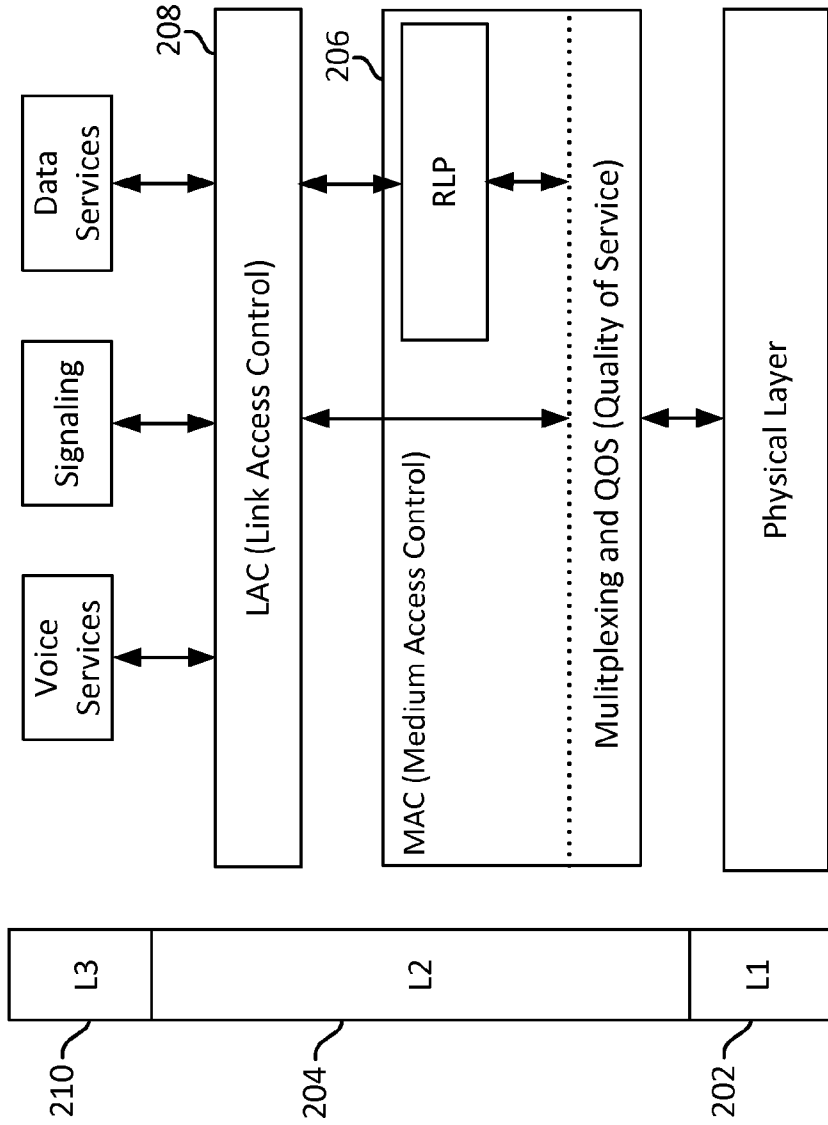 210
L3
204
L2
202
L1
Voice
Services
Signaling
Data
Services
208
LAC (Link Access Control)
206
MAC (Medium Access Control)
RLP
Mulitplexing and QOS (Quality of Service)
Physical Layer